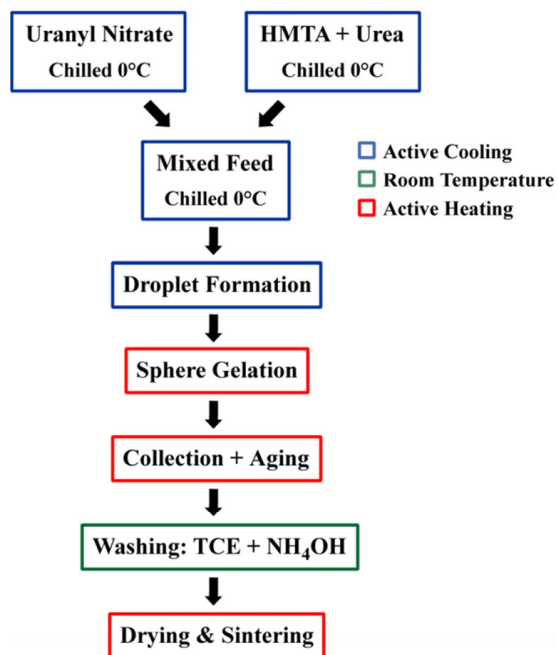 Uranyl Nitrate
Chilled 0°C
HMTA + Urea
Chilled 0°C
Mixed Feed
Chilled 0°C
Active Cooling
Room Temperature
Active Heating
Droplet Formation
Sphere Gelation
Collection + Aging
Washing: TCE + NH₄OH
Drying & Sintering